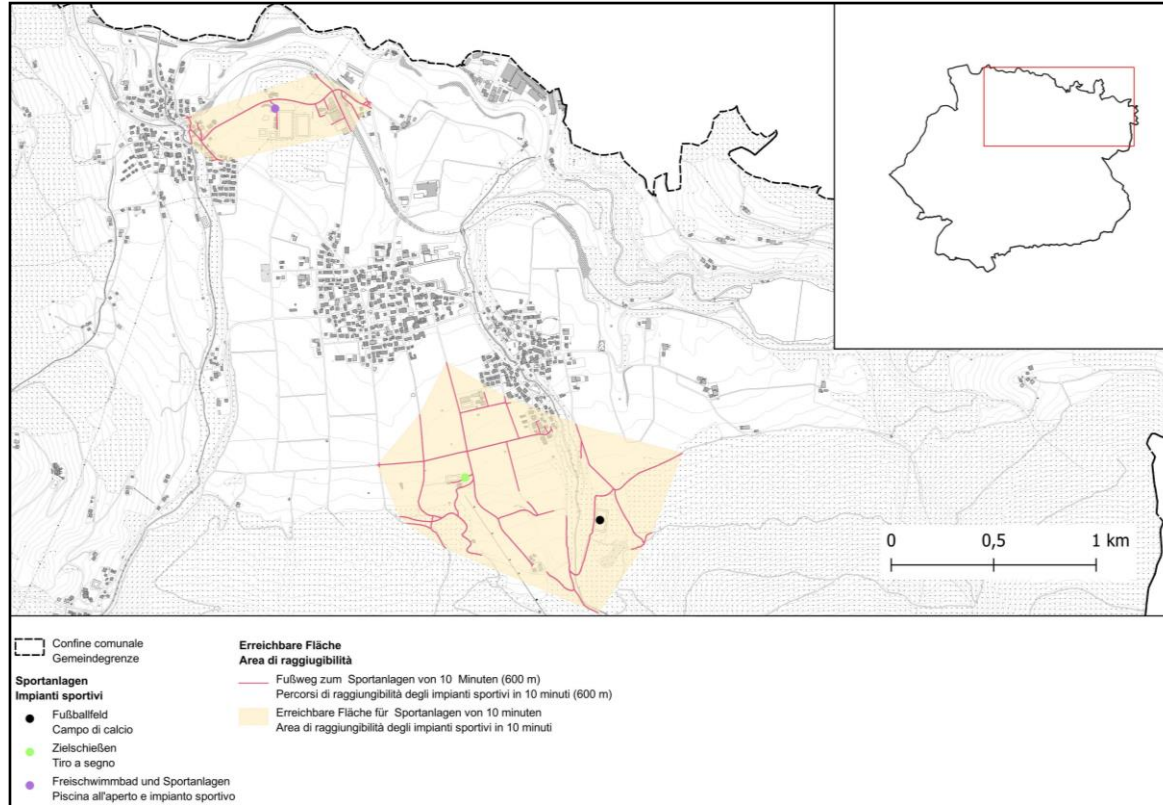 0 0,5 1 km
Confine comunale
Gemeindegrenze
Sportanlagen
Impianti sportivi
Fußballfeld
Campo di calcio
Zielschießen
Tiro a segno
Freischwimmbad und Sportanlagen
Piscina all'aperto e impianto sportivo
Erreichbare Fläche
Area di raggiugibilità
Fußweg zum Sportanlagen von 10 Minuten (600 m)
Percorsi di raggiungibilità degli impianti sportivi in 10 minuti (600 m)
Erreichbare Fläche für Sportanlagen von 10 minuten
Area di raggiungibilità degli impianti sportivi in 10 minuti